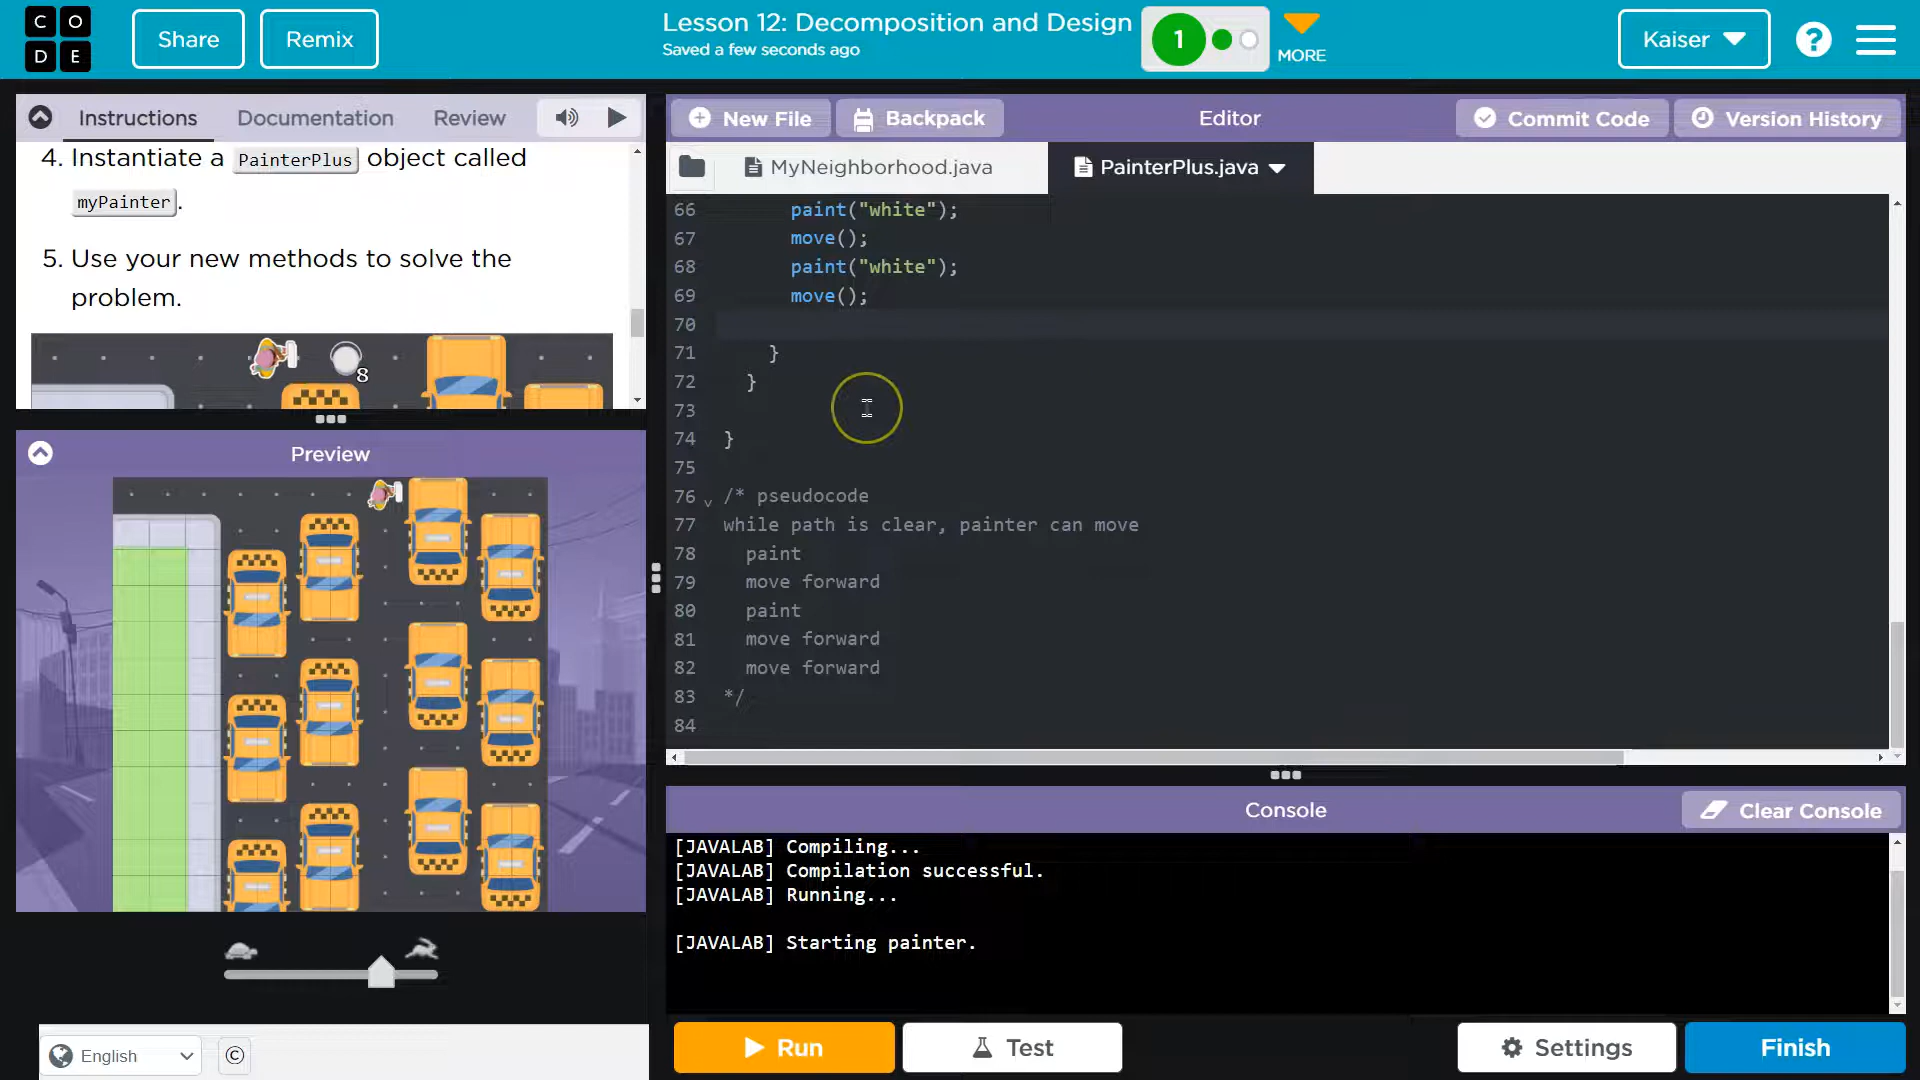 CODE
Share
Remix
Lesson 12: Decomposition and Design
Saved a few seconds ago
1
MORE
Kaiser
?
Instructions
Documentation
Review
4. Instantiate a PainterPlus object called
myPainter.
5. Use your new methods to solve the
problem.
8
Preview
English
©
New File
Backpack
Editor
Commit Code
Version History
MyNeighborhood.java
PainterPlus.java
66 paint("white");
67 move();
68 paint("white");
69 move();
70
71 }
72 }
73
74 }
75
76 /* pseudocode
77 while path is clear, painter can move
78 paint
79 move forward
80 paint
81 move forward
82 move forward
83 */
84
Console
Clear Console
[JAVALAB] Compiling...
[JAVALAB] Compilation successful.
[JAVALAB] Running...
[JAVALAB] Starting painter.
Run
Test
Settings
Finish